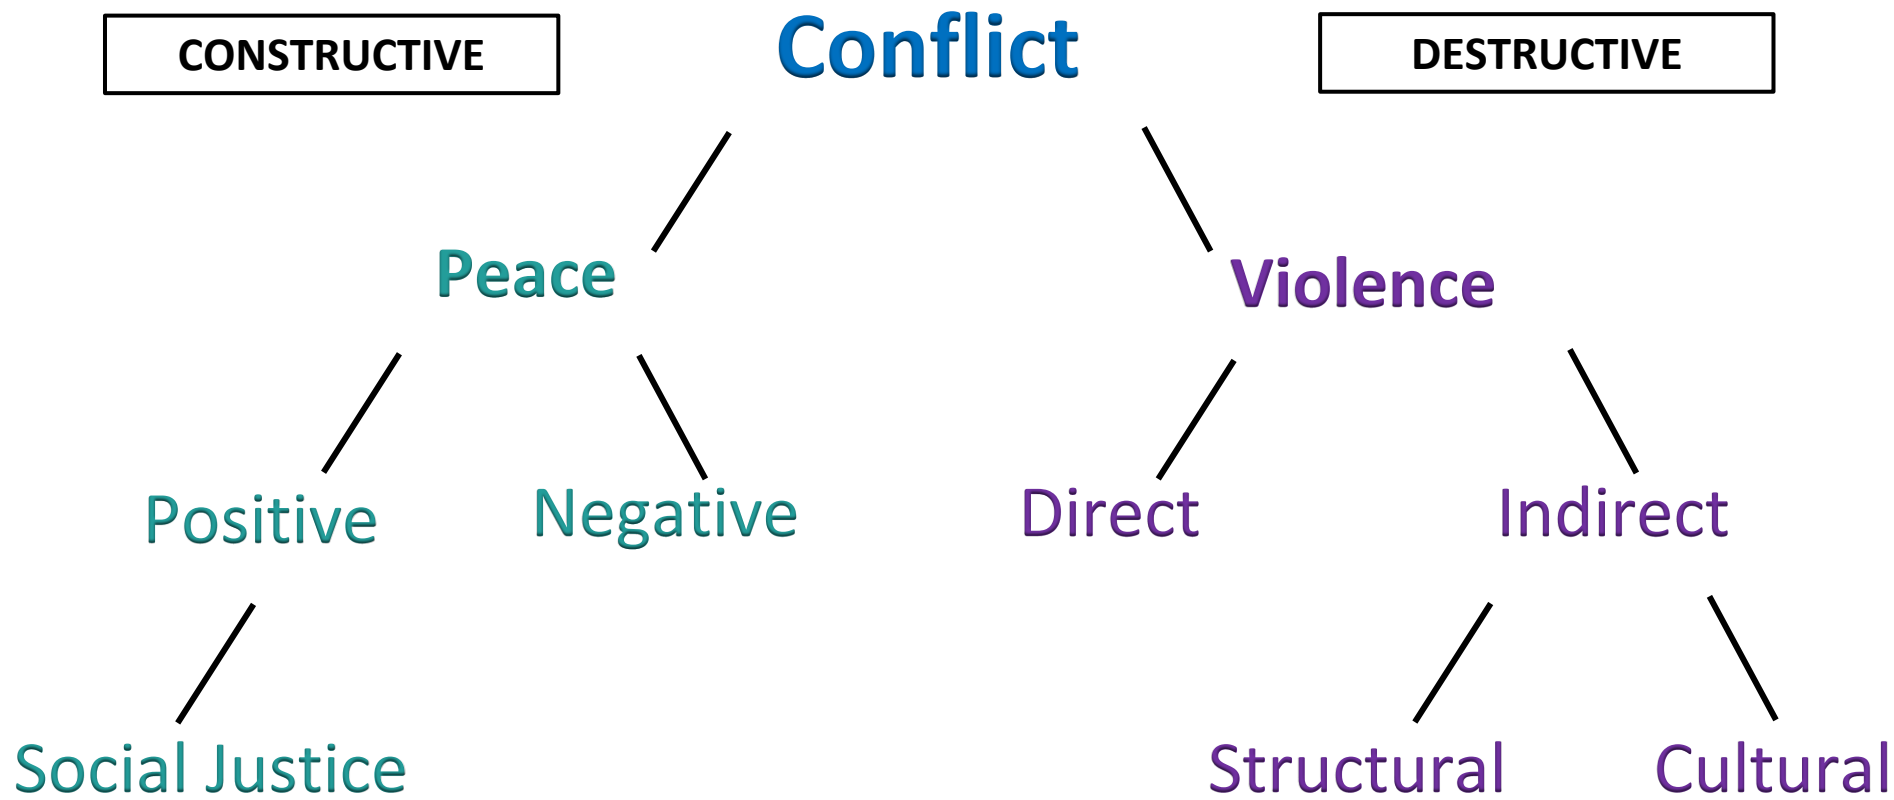 CONSTRUCTIVE
Conflict
DESTRUCTIVE
Peace
Violence
Positive
Negative
Direct
Indirect
Social Justice
Structural
Cultural